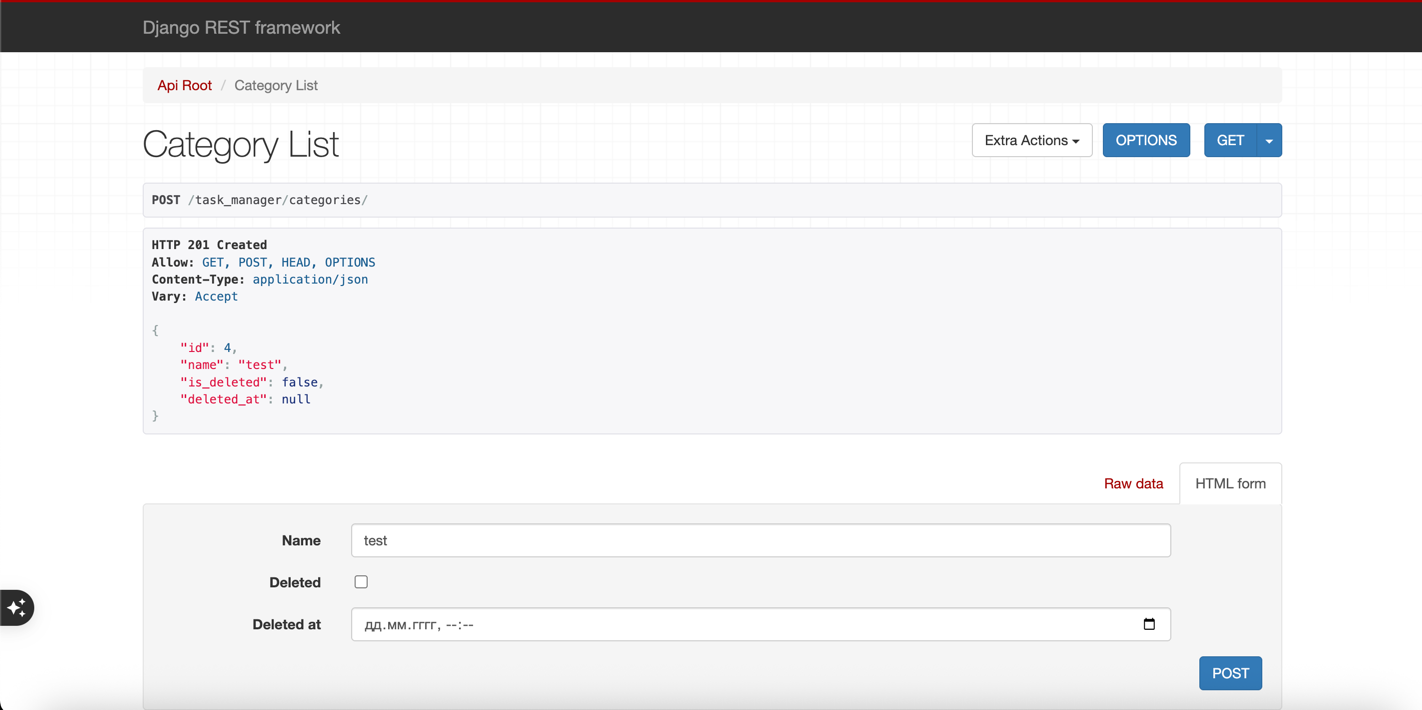 Django REST framework
Api Root / Category List
Category List
Extra Actions
OPTIONS
GET
POST /task_manager/categories/
HTTP 201 Created
Allow: GET, POST, HEAD, OPTIONS
Content-Type: application/json
Vary: Accept
{
    "id": 4,
    "name": "test",
    "is_deleted": false,
    "deleted_at": null
}
Raw data
HTML form
Name
test
Deleted
Deleted at
дд.мм.гггг, --:--
POST